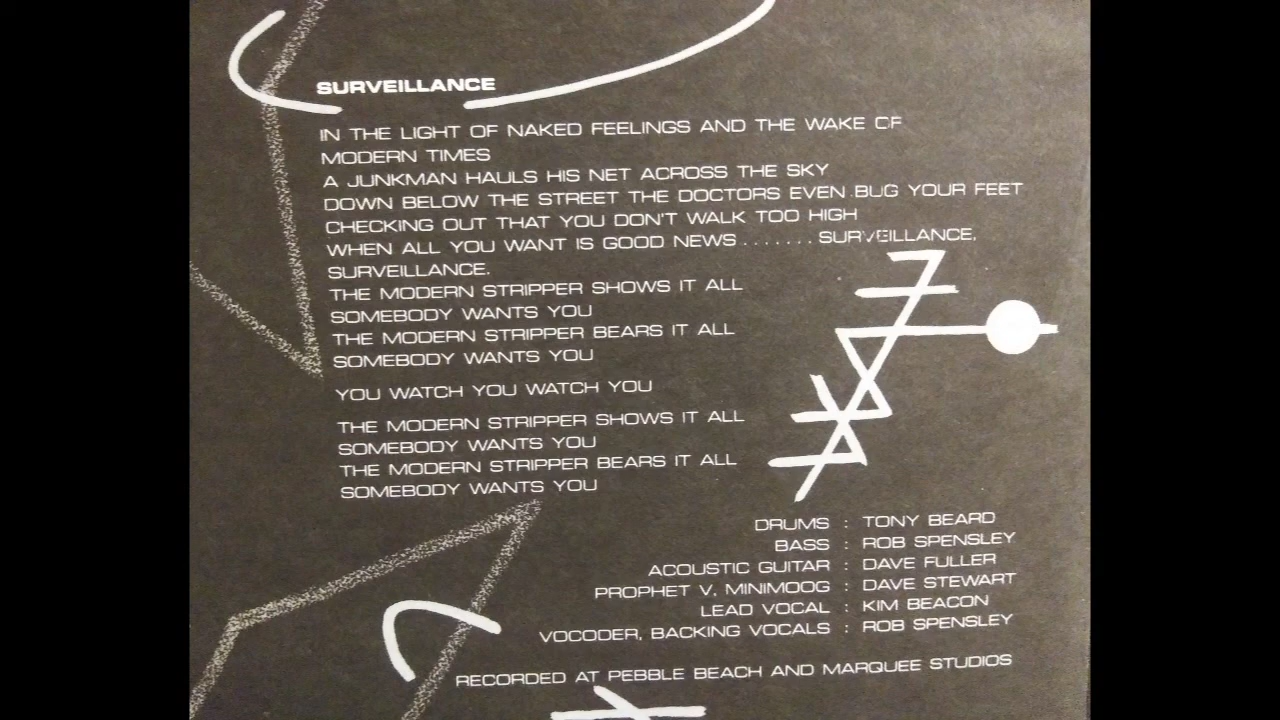 SURVEILLANCE
IN THE LIGHT OF NAKED FEELINGS AND THE WAKE OF
MODERN TIMES
A JUNKMAN HAULS HIS NET ACROSS THE SKY
DOWN BELOW THE STREET THE DOCTORS EVEN BUG YOUR FEET
CHECKING OUT THAT YOU DON'T WALK TOO HIGH
WHEN ALL YOU WANT IS GOOD NEWS ....... SURVEILLANCE,
SURVEILLANCE.
THE MODERN STRIPPER SHOWS IT ALL
SOMEBODY WANTS YOU
THE MODERN STRIPPER BEARS IT ALL
SOMEBODY WANTS YOU
YOU WATCH YOU WATCH YOU
THE MODERN STRIPPER SHOWS IT ALL
SOMEBODY WANTS YOU
THE MODERN STRIPPER BEARS IT ALL
SOMEBODY WANTS YOU
DRUMS : TONY BEARD
BASS : ROB SPENSLEY
ACOUSTIC GUITAR : DAVE FULLER
PROPHET V, MINIMOOG : DAVE STEWART
LEAD VOCAL : KIM BEACON
VOCODER, BACKING VOCALS : ROB SPENSLEY
RECORDED AT PEBBLE BEACH AND MARQUEE STUDIOS